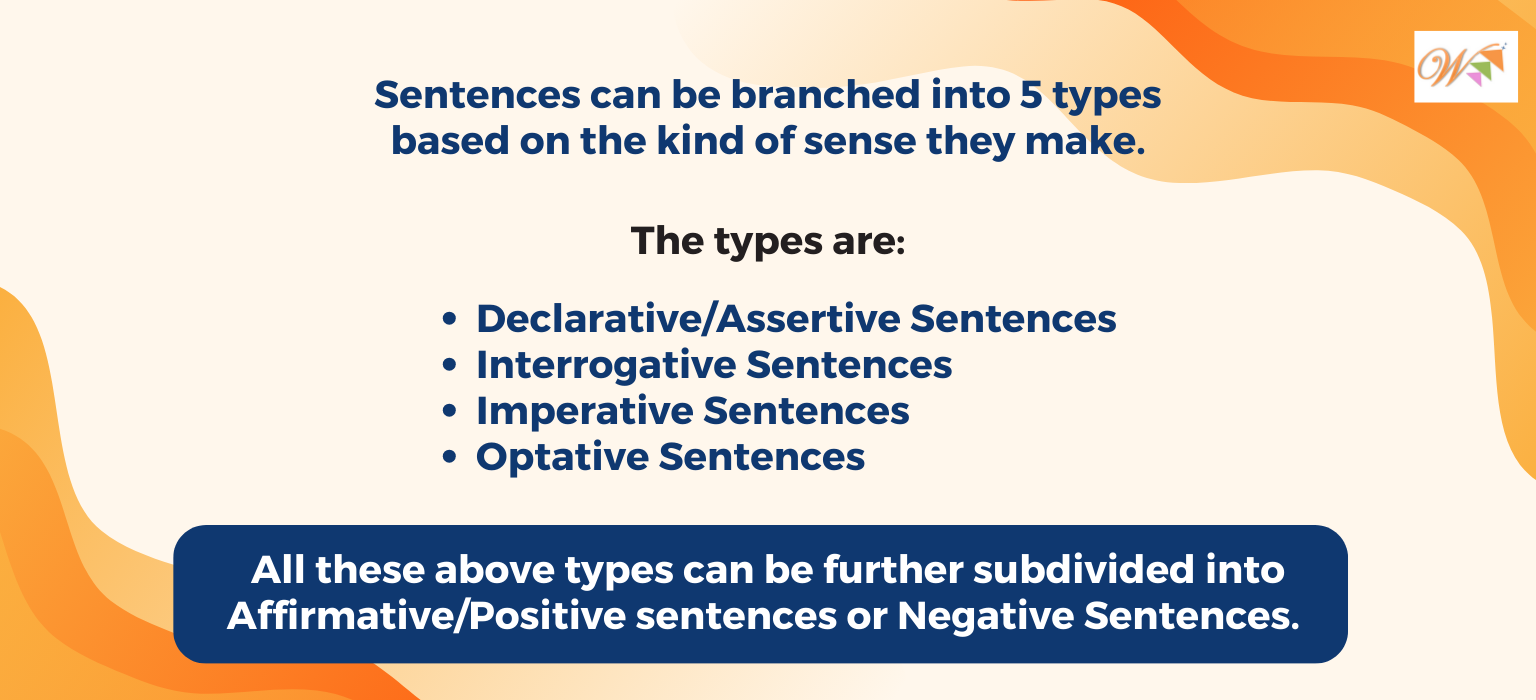 Sentences can be branched into 5 types
based on the kind of sense they make.
The types are:
• Declarative/Assertive Sentences
• Interrogative Sentences
• Imperative Sentences
• Optative Sentences
All these above types can be further subdivided into
Affirmative/Positive sentences or Negative Sentences.
W